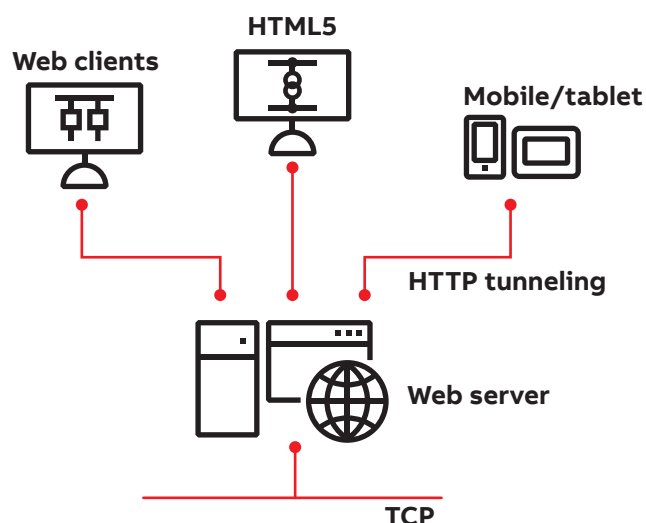 HTML5
Web clients
Mobile/tablet
HTTP tunneling
Web server
TCP